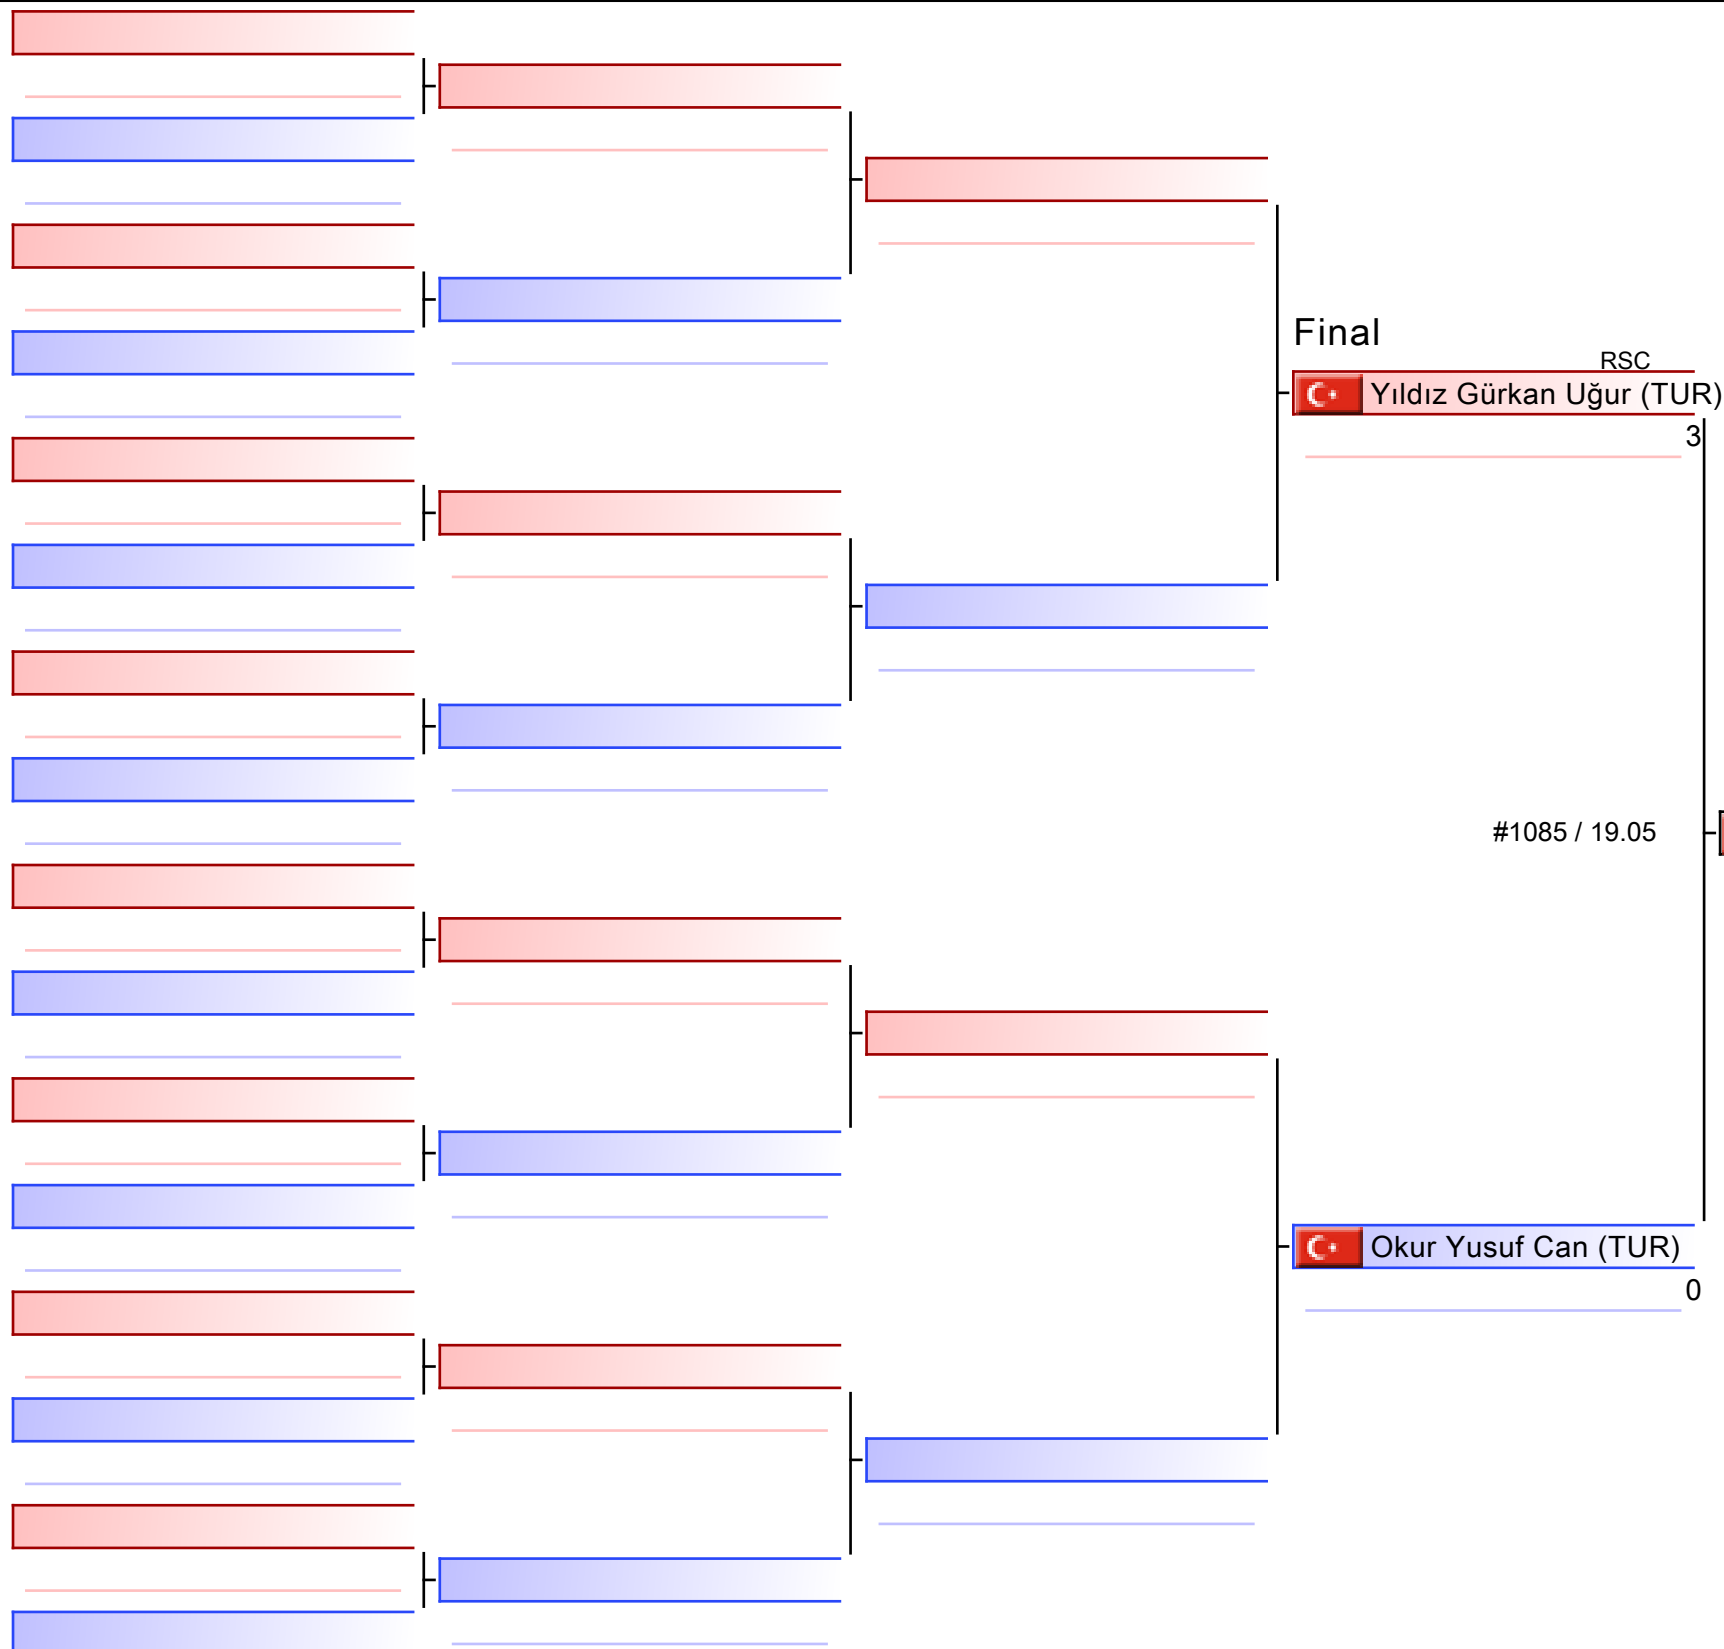 Final
RSC
Yıldız Gürkan Uğur (TUR)
3
#1085 / 19.05
Okur Yusuf Can (TUR)
0